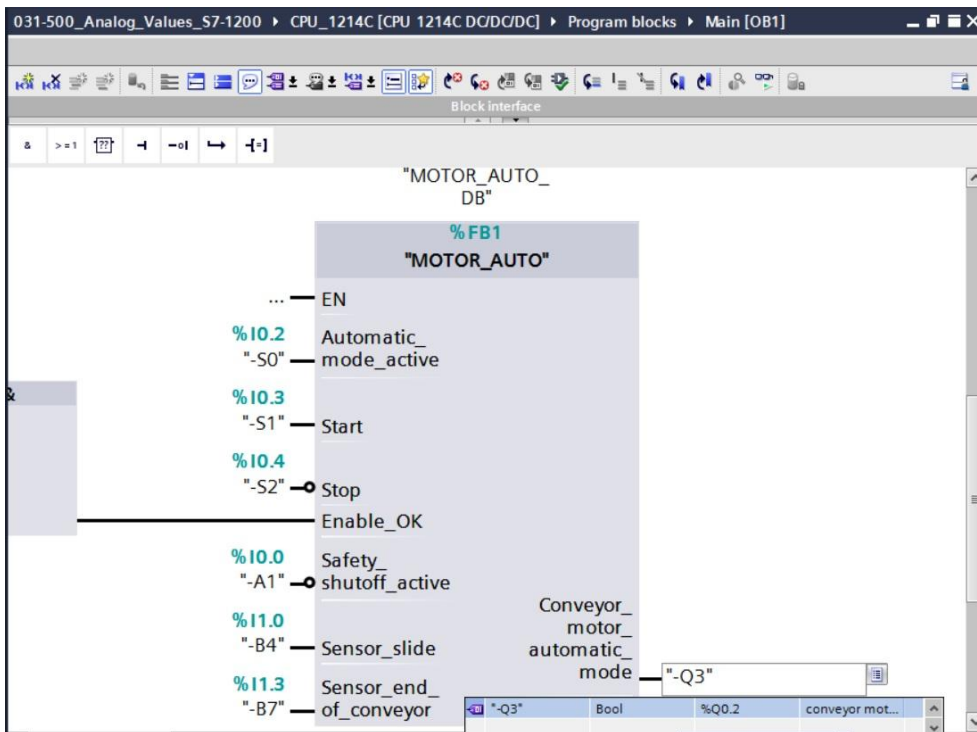 031-500_Analog_Values_S7-1200 ▸ CPU_1214C [CPU 1214C DC/DC/DC] ▸ Program blocks ▸ Main [OB1]
Block interface
& >=1 ??
"MOTOR_AUTO_
DB"
%FB1
"MOTOR_AUTO"
... EN
%I0.2
"-S0"
Automatic_
mode_active
%I0.3
"-S1" Start
%I0.4
"-S2" Stop
&
Enable_OK
%I0.0
"-A1"
Safety_
shutoff_active
%I1.0
"-B4" Sensor_slide
%I1.3
"-B7"
Sensor_end_
of_conveyor
Conveyor_
motor_
automatic_
mode
"-Q3"
"-Q3" Bool %Q0.2 conveyor mot...